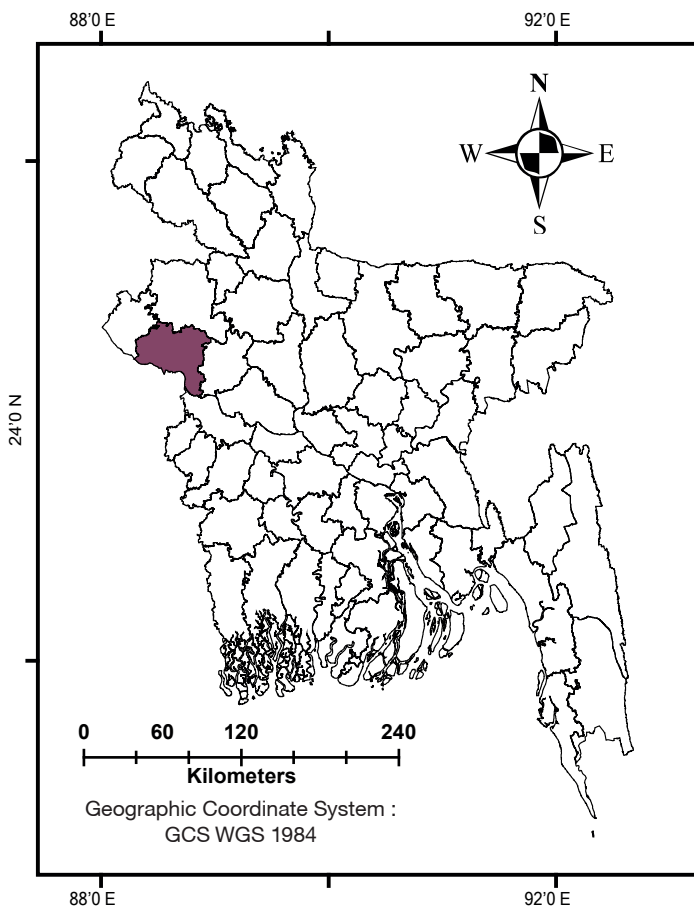 88’0 E 92’0 E
N
W E
S
24’0 N
0 60 120 240
Kilometers
Geographic Coordinate System :
GCS WGS 1984
88’0 E 92’0 E